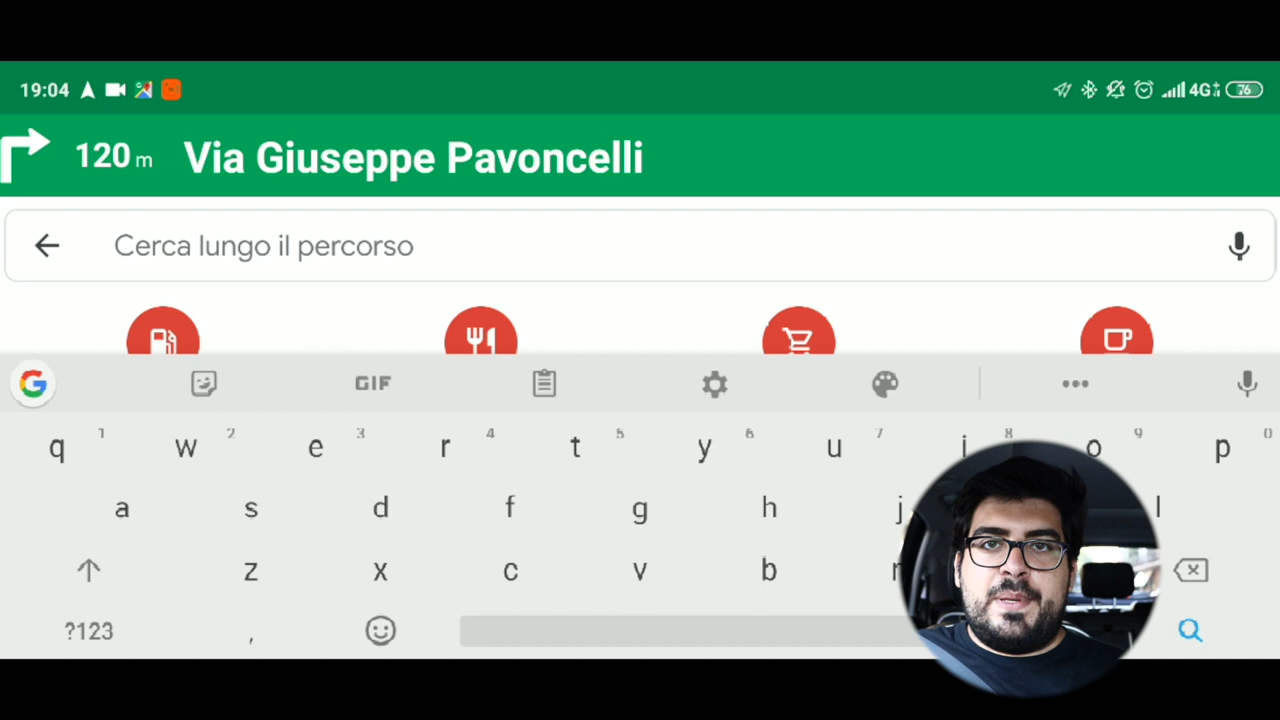 19:04 4G+ 76
120 m Via Giuseppe Pavoncelli
Cerca lungo il percorso
G GIF
q 1 w 2 e 3 r 4 t 5 y 6 u 7 i 8 o 9 p 0
a s d f g h j l
z x c v b
?123 ,